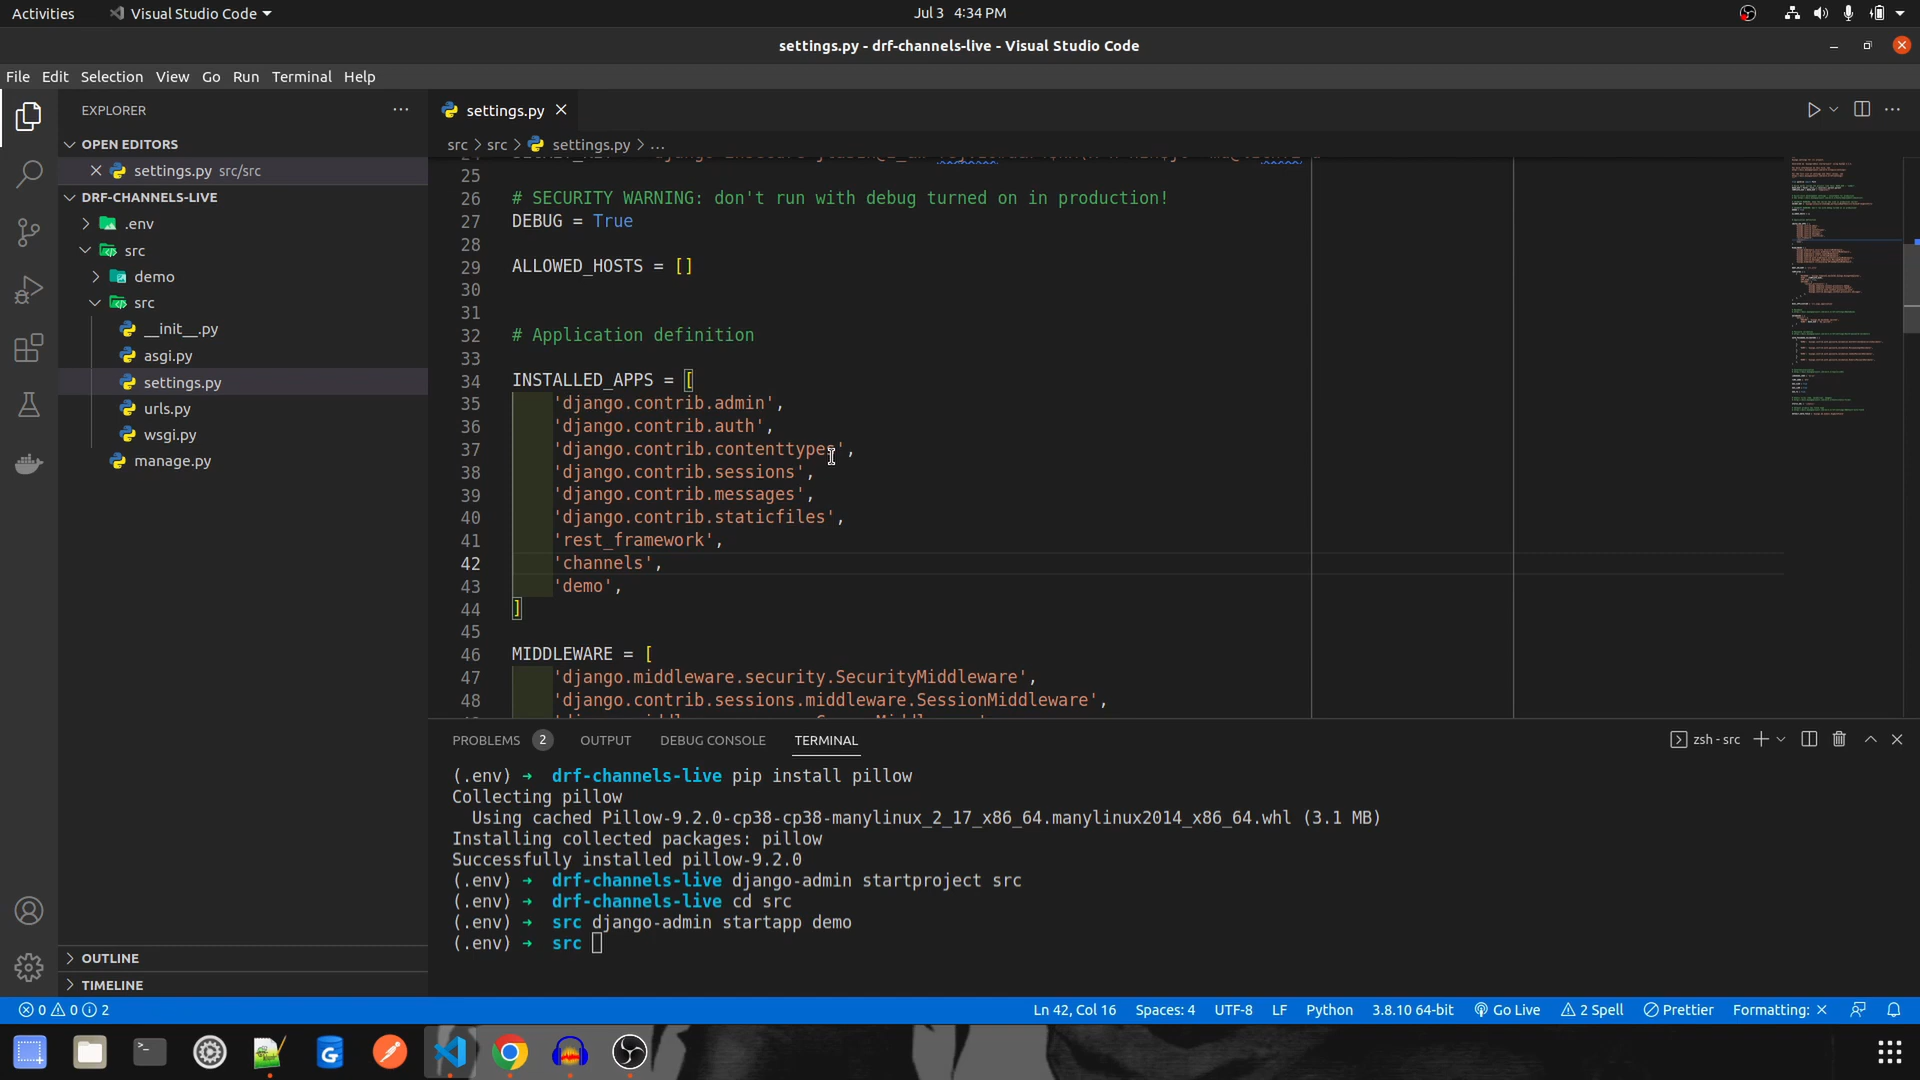 Activities
Visual Studio Code
Jul 3 4:34 PM
settings.py - drf-channels-live - Visual Studio Code
File Edit Selection View Go Run Terminal Help
EXPLORER
OPEN EDITORS
settings.py src/src
DRF-CHANNELS-LIVE
.env
src
demo
src
__init__.py
asgi.py
settings.py
urls.py
wsgi.py
manage.py
OUTLINE
TIMELINE
settings.py
src > src > settings.py > ...
25
26 # SECURITY WARNING: don't run with debug turned on in production!
27 DEBUG = True
28
29 ALLOWED_HOSTS = []
30
31
32 # Application definition
33
34 INSTALLED_APPS = [
35 'django.contrib.admin',
36 'django.contrib.auth',
37 'django.contrib.contenttypes',
38 'django.contrib.sessions',
39 'django.contrib.messages',
40 'django.contrib.staticfiles',
41 'rest_framework',
42 'channels',
43 'demo',
44 ]
45
46 MIDDLEWARE = [
47 'django.middleware.security.SecurityMiddleware',
48 'django.contrib.sessions.middleware.SessionMiddleware',
PROBLEMS 2 OUTPUT DEBUG CONSOLE TERMINAL
zsh - src
(.env) → drf-channels-live pip install pillow
Collecting pillow
Using cached Pillow-9.2.0-cp38-cp38-manylinux_2_17_x86_64.manylinux2014_x86_64.whl (3.1 MB)
Installing collected packages: pillow
Successfully installed pillow-9.2.0
(.env) → drf-channels-live django-admin startproject src
(.env) → drf-channels-live cd src
(.env) → src django-admin startapp demo
(.env) → src
0 0 2
Ln 42, Col 16 Spaces: 4 UTF-8 LF Python 3.8.10 64-bit Go Live 2 Spell Prettier Formatting: ×